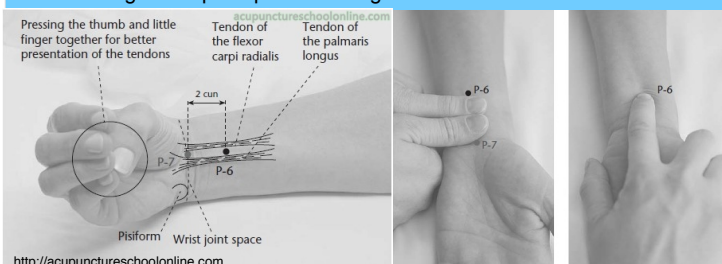 acupunctureschoolonline.com
Pressing the thumb and little
finger together for better
presentation of the tendons
Tendon of
the flexor
carpi radialis
Tendon of
the palmaris
longus
2 cun
P-7
P-6
Pisiform
Wrist joint space
http://acupunctureschoolonline.com
P-6
P-7
P-6